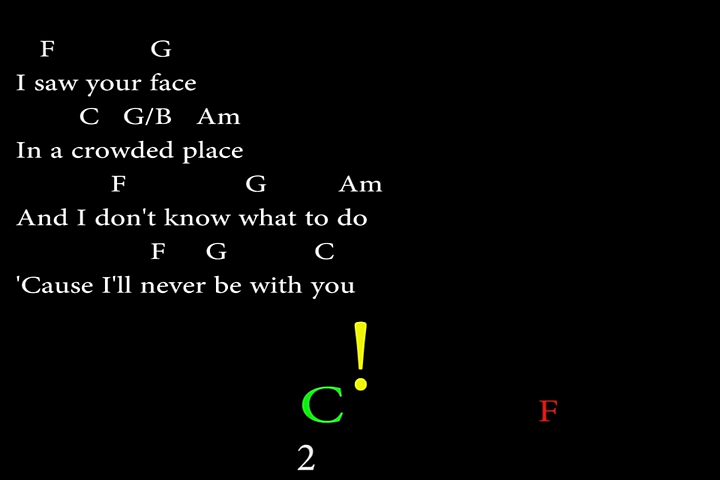 F G
I saw your face
C G/B Am
In a crowded place
F G Am
And I don't know what to do
F G C
'Cause I'll never be with you
!
C F
2